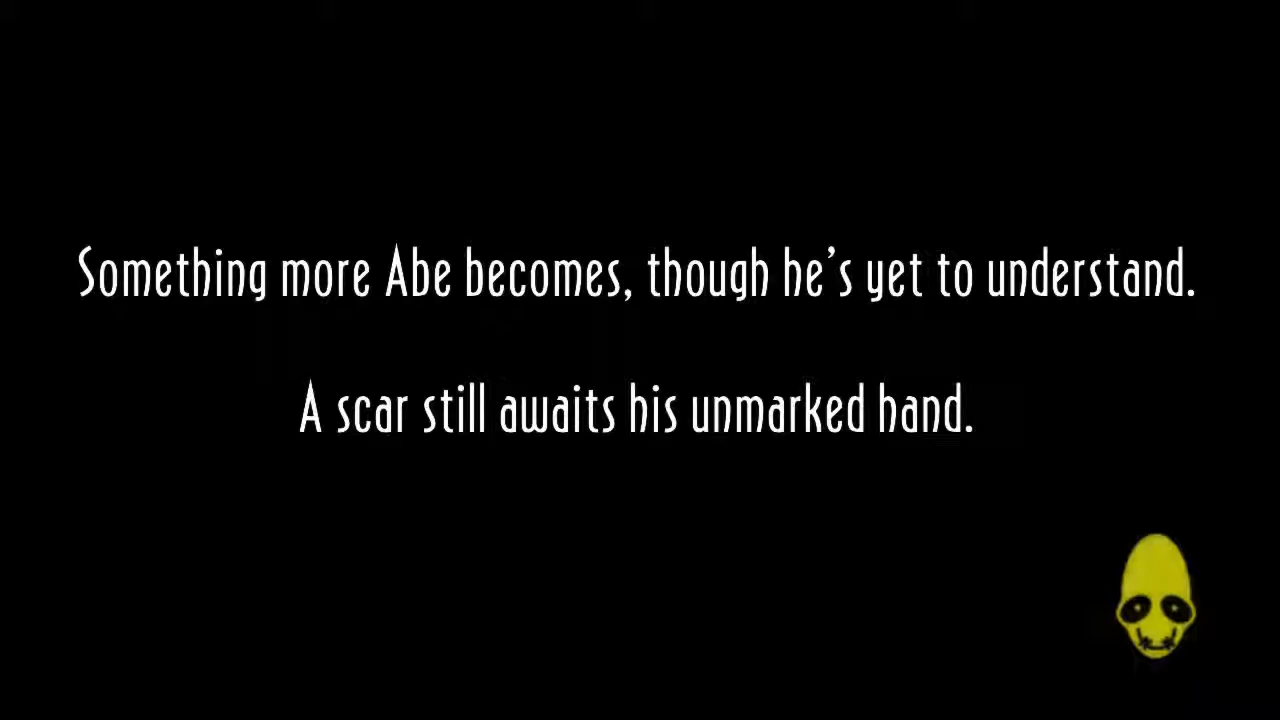 Something more Abe becomes, though he’s yet to understand.
A scar still awaits his unmarked hand.